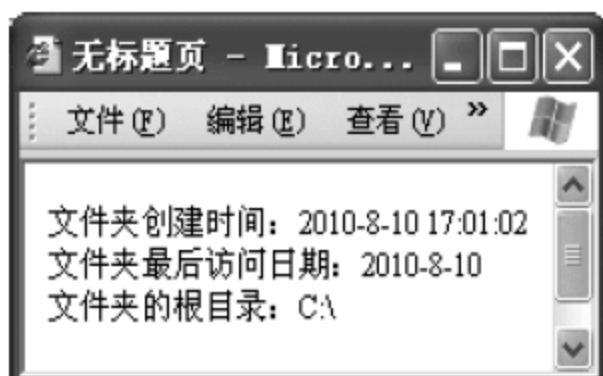 无标题页 - Micro...
文件(F) 编辑(E) 查看(V) »
文件夹创建时间：2010-8-10 17:01:02
文件夹最后访问日期：2010-8-10
文件夹的根目录：C:\